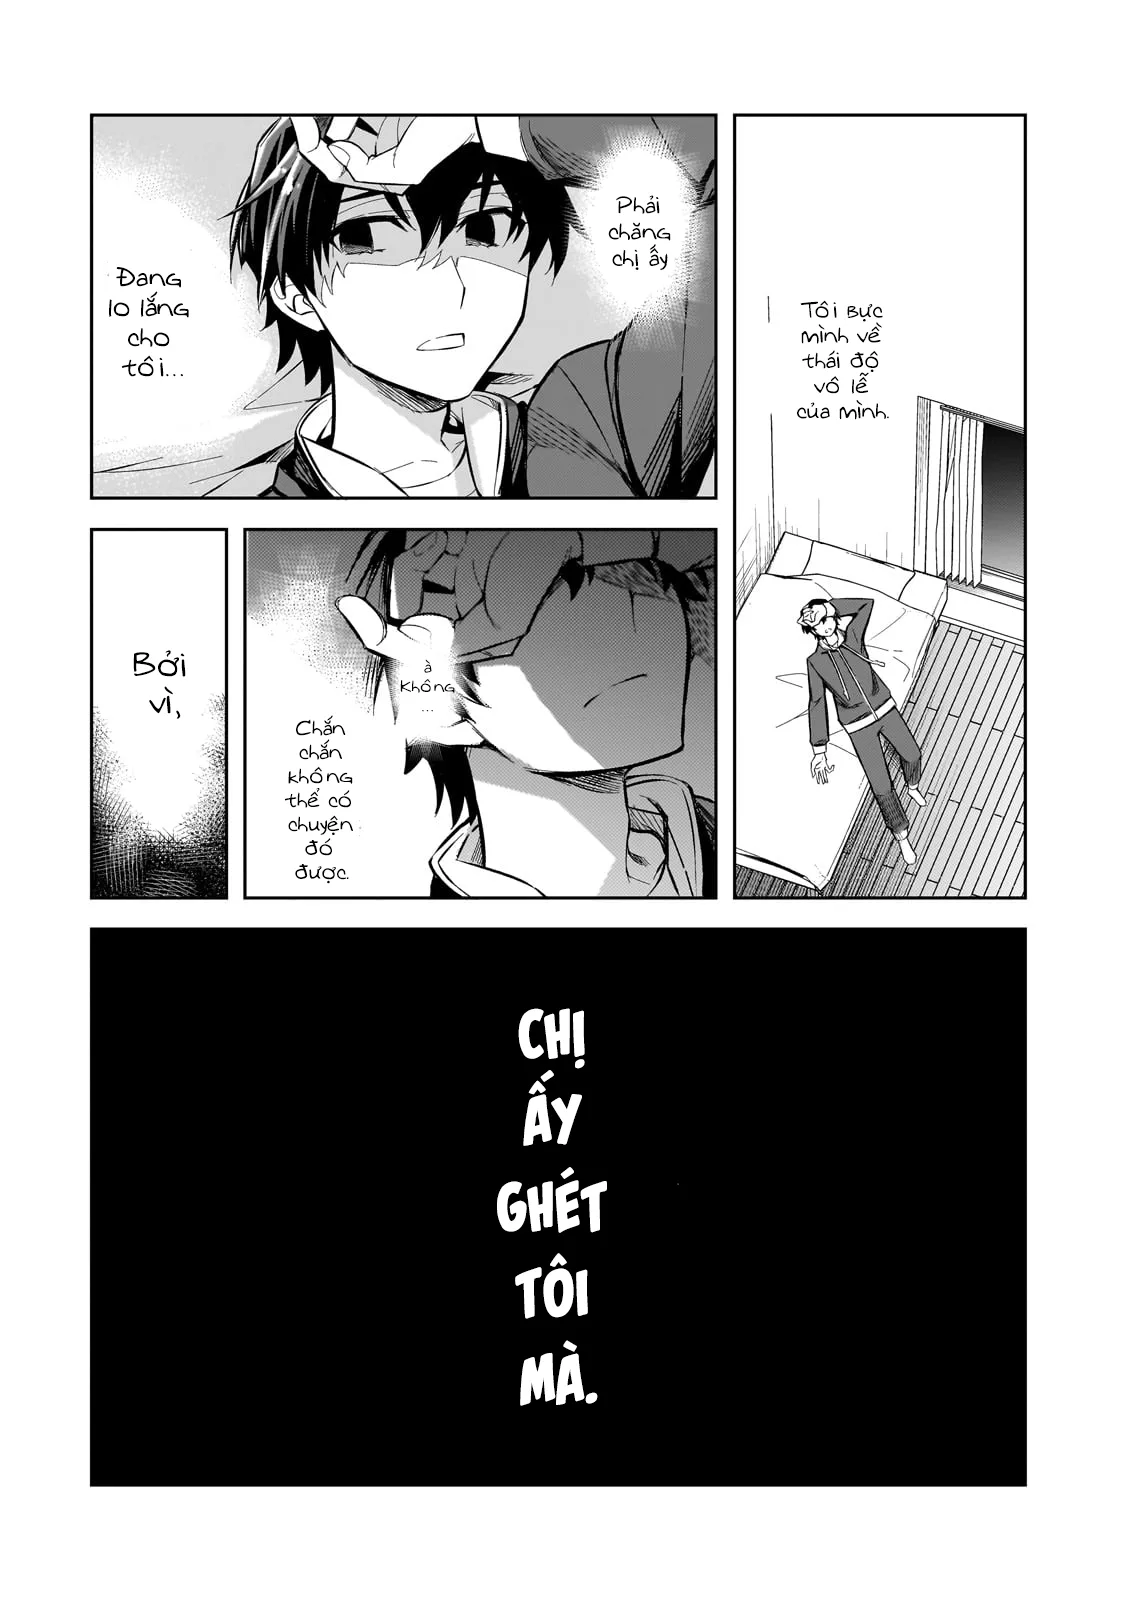 Tôi bực
mình về
thái độ
vô lễ
của mình.
Phải
chăng
chị ấy
Đang
lo lắng
cho
tôi...
à
không
...
Chắn
chắn
không
thể có
chuyện
đó
được.
Bởi
vì,
CHỊ
ẤY
GHÉT
TÔI
MÀ.